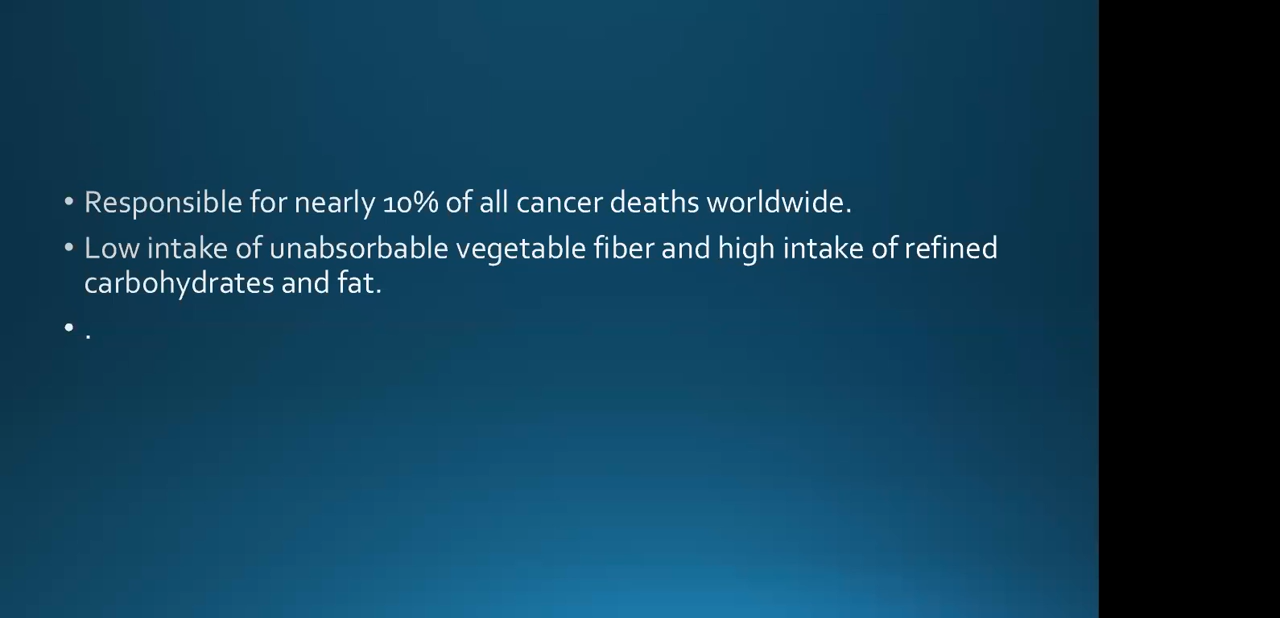 • Responsible for nearly 10% of all cancer deaths worldwide.
• Low intake of unabsorbable vegetable fiber and high intake of refined
carbohydrates and fat.
• .